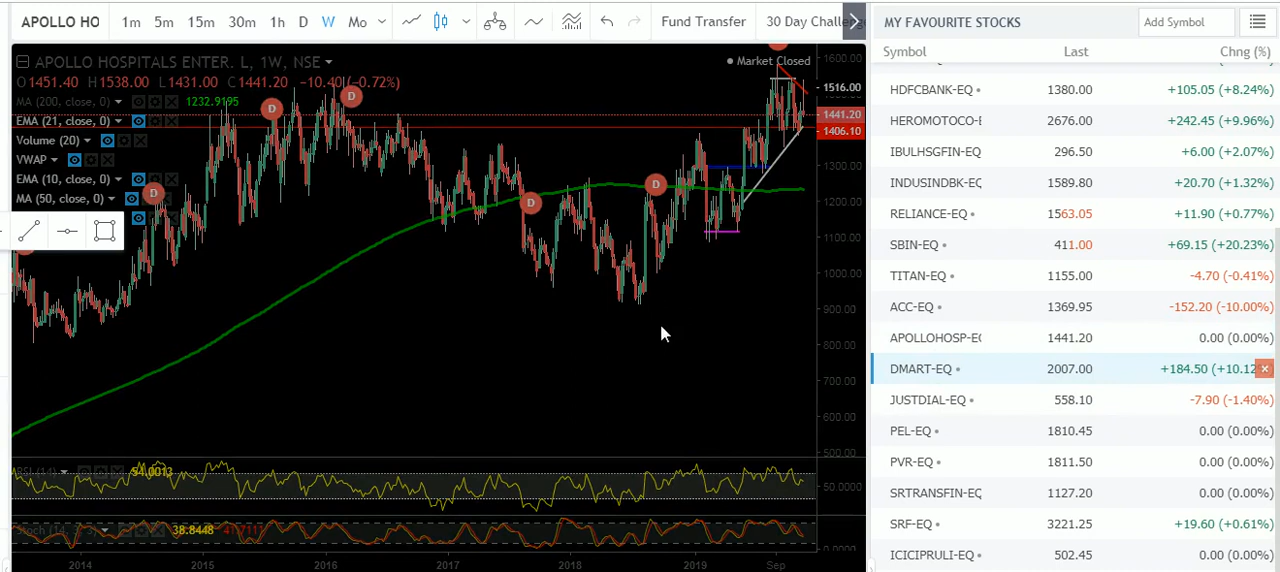 APOLLO HO 1m 5m 15m 30m 1h D W Mo Fund Transfer 30 Day Challenge
APOLLO HOSPITALS ENTER. L, 1W, NSE
Market Closed
O1451.40 H1538.00 L1431.00 C1441.20 -10.40(-0.72%)
MA (200, close, 0) 1232.9195
EMA (21, close, 0)
Volume (20)
VWAP
EMA (10, close, 0)
MA (50, close, 0)
D D D D D D
1600.00
1516.00
1441.20
1406.10
1300.00
1200.00
1100.00
1000.00
900.00
800.00
700.00
600.00
500.00
RSI (14) 54.0013
50.0000
Stoch (14, 3, 3) 38.8448
0.0000
2014 2015 2016 2017 2018 2019 Sep
MY FAVOURITE STOCKS Add Symbol
Symbol Last Chng (%)
HDFCBANK-EQ 1380.00 +105.05 (+8.24%)
HEROMOTOCO-E 2676.00 +242.45 (+9.96%)
IBULHSGFIN-EQ 296.50 +6.00 (+2.07%)
INDUSINDBK-EQ 1589.80 +20.70 (+1.32%)
RELIANCE-EQ 1563.05 +11.90 (+0.77%)
SBIN-EQ 411.00 +69.15 (+20.23%)
TITAN-EQ 1155.00 -4.70 (-0.41%)
ACC-EQ 1369.95 -152.20 (-10.00%)
APOLLOHOSP-EQ 1441.20 0.00 (0.00%)
DMART-EQ 2007.00 +184.50 (+10.12
JUSTDIAL-EQ 558.10 -7.90 (-1.40%)
PEL-EQ 1810.45 0.00 (0.00%)
PVR-EQ 1811.50 0.00 (0.00%)
SRTRANSFIN-EQ 1127.20 0.00 (0.00%)
SRF-EQ 3221.25 +19.60 (+0.61%)
ICICIPRULI-EQ 502.45 0.00 (0.00%)